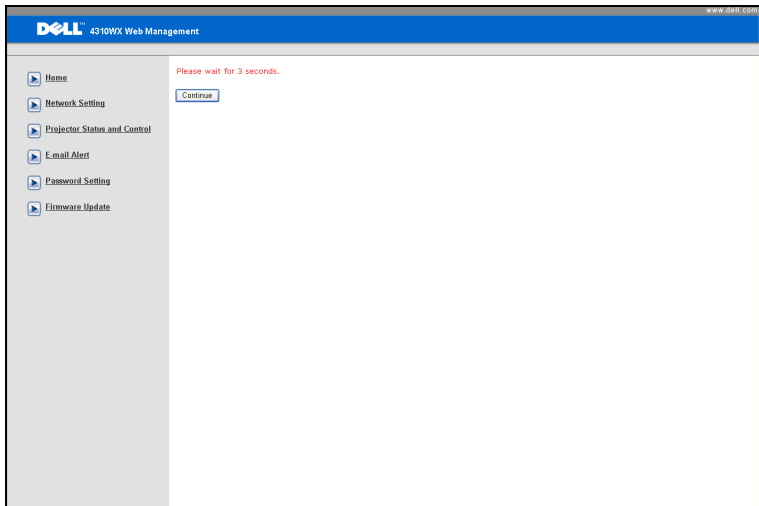 www.dell.com
DELL™ 4310WX Web Management
Home
Network Setting
Projector Status and Control
E-mail Alert
Password Setting
Firmware Update
Please wait for 3 seconds.
Continue